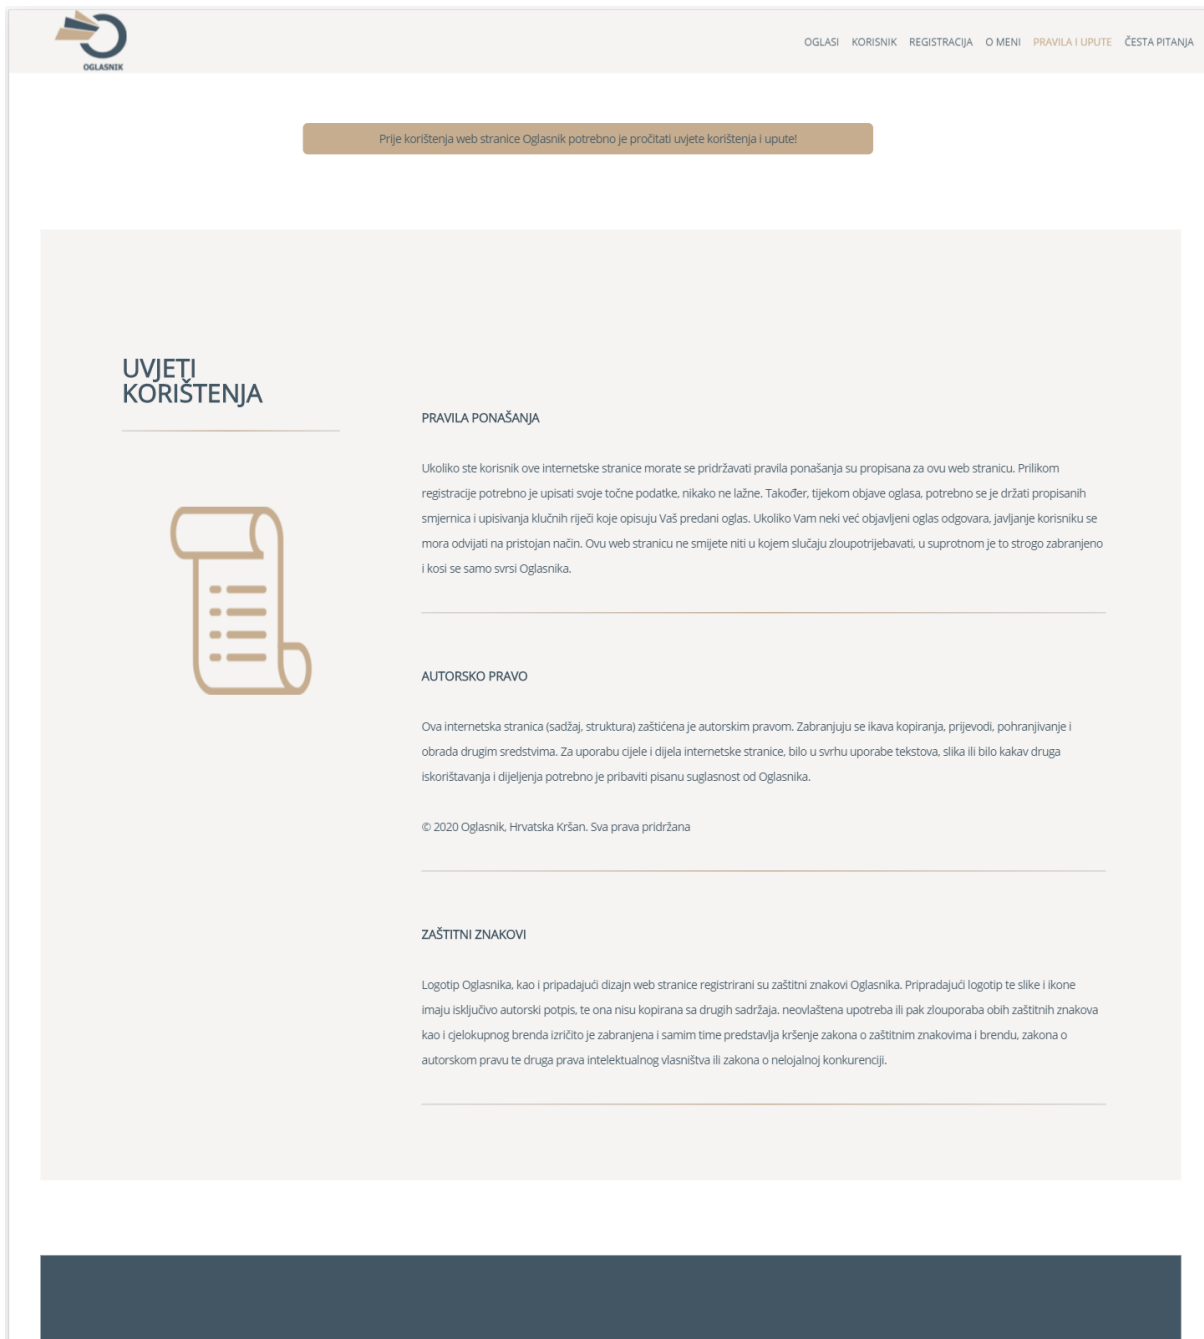 OGLASNIK
OGLASI KORISNIK REGISTRACIJA O MENI PRAVILA I UPUTE ČESTA PITANJA
Prije korištenja web stranice Oglasnik potrebno je pročitati uvjete korištenja i upute!
UVJETI
KORIŠTENJA
PRAVILA PONAŠANJA
Ukoliko ste korisnik ove internetske stranice morate se pridržavati pravila ponašanja su propisana za ovu web stranicu. Prilikom
registracije potrebno je upisati svoje točne podatke, nikako ne lažne. Također, tijekom objave oglasa, potrebno se je držati propisanih
smjernica i upisivanja klučnih riječi koje opisuju Vaš predani oglas. Ukoliko Vam neki već objavljeni oglas odgovara, javljanje korisniku se
mora odvijati na pristojan način. Ovu web stranicu ne smijete niti u kojem slučaju zloupotrijebavati, u suprotnom je to strogo zabranjeno
i kosi se samo svrsi Oglasnika.
AUTORSKO PRAVO
Ova internetska stranica (sadžaj, struktura) zaštićena je autorskim pravom. Zabranjuju se ikava kopiranja, prijevodi, pohranjivanje i
obrada drugim sredstvima. Za uporabu cijele i dijela internetske stranice, bilo u svrhu uporabe tekstova, slika ili bilo kakav druga
iskorištavanja i dijeljenja potrebno je pribaviti pisanu suglasnost od Oglasnika.
© 2020 Oglasnik, Hrvatska Kršan. Sva prava pridržana
ZAŠTITNI ZNAKOVI
Logotip Oglasnika, kao i pripadajući dizajn web stranice registrirani su zaštitni znakovi Oglasnika. Pripradajući logotip te slike i ikone
imaju isključivo autorski potpis, te ona nisu kopirana sa drugih sadržaja. neovlaštena upotreba ili pak zlouporaba obih zaštitnih znakova
kao i cjelokupnog brenda izričito je zabranjena i samim time predstavlja kršenje zakona o zaštitnim znakovima i brendu, zakona o
autorskom pravu te druga prava intelektualnog vlasništva ili zakona o nelojalnoj konkurenciji.